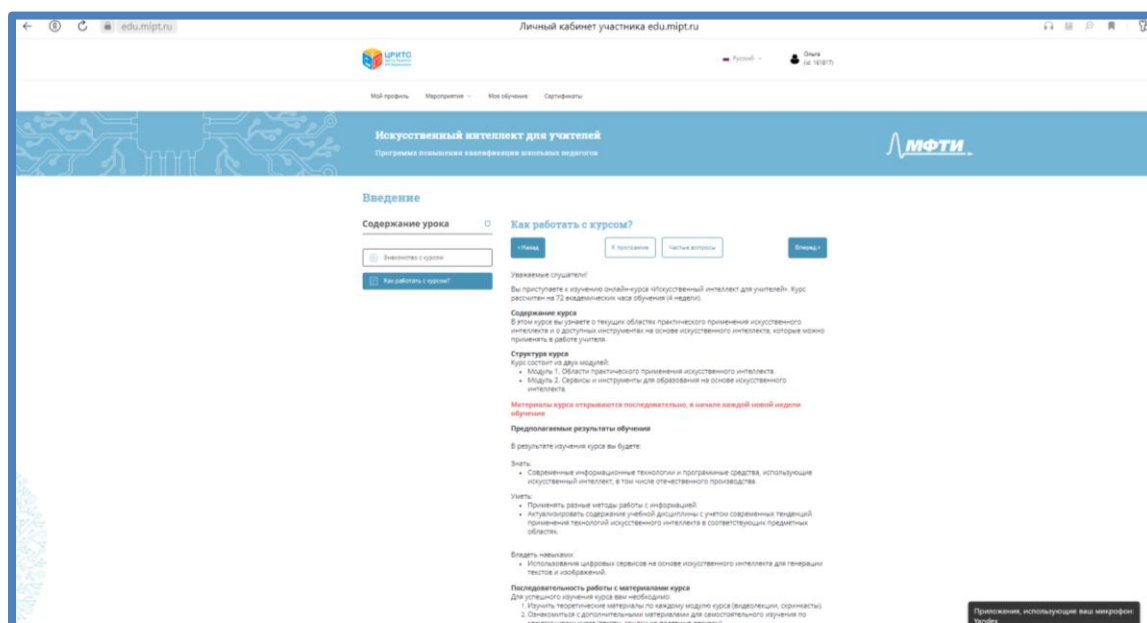 edu.mipt.ru
Личный кабинет участника edu.mipt.ru
ЦРИТО
Русский
Ольга
(id: 181817)
Мой профиль Мероприятия Мое обучение Сертификаты
Искусственный интеллект для учителей
Программа повышения квалификации школьных педагогов
МФТИ
Введение
Содержание урока
Знакомство с курсом
Как работать с курсом?
Как работать с курсом?
‹ Назад К программе Частые вопросы Вперед ›
Уважаемые слушатели!
Вы приступаете к изучению онлайн-курса «Искусственный интеллект для учителей». Курс
рассчитан на 72 академических часа обучения (4 недели).
Содержание курса
В этом курсе вы узнаете о текущих областях практического применения искусственного
интеллекта и о доступных инструментах на основе искусственного интеллекта, которые можно
применять в работе учителя.
Структура курса
Курс состоит из двух модулей:
• Модуль 1. Области практического применения искусственного интеллекта.
• Модуль 2. Сервисы и инструменты для образования на основе искусственного
интеллекта.
Материалы курса открываются последовательно, в начале каждой новой недели
обучения
Предполагаемые результаты обучения
В результате изучения курса вы будете:
Знать:
• Современные информационные технологии и программные средства, использующие
искусственный интеллект, в том числе отечественного производства.
Уметь:
• Применять разные методы работы с информацией.
• Актуализировать содержание учебной дисциплины с учетом современных тенденций
применения технологий искусственного интеллекта в соответствующих предметных
областях.
Владеть навыками:
• Использования цифровых сервисов на основе искусственного интеллекта для генерации
текстов и изображений.
Последовательность работы с материалами курса
Для успешного изучения курса вам необходимо:
1. Изучить теоретические материалы по каждому модулю курса (видеолекции, скринкасты).
2. Ознакомиться с дополнительными материалами для самостоятельного изучения по
Приложения, использующие ваш микрофон:
Yandex